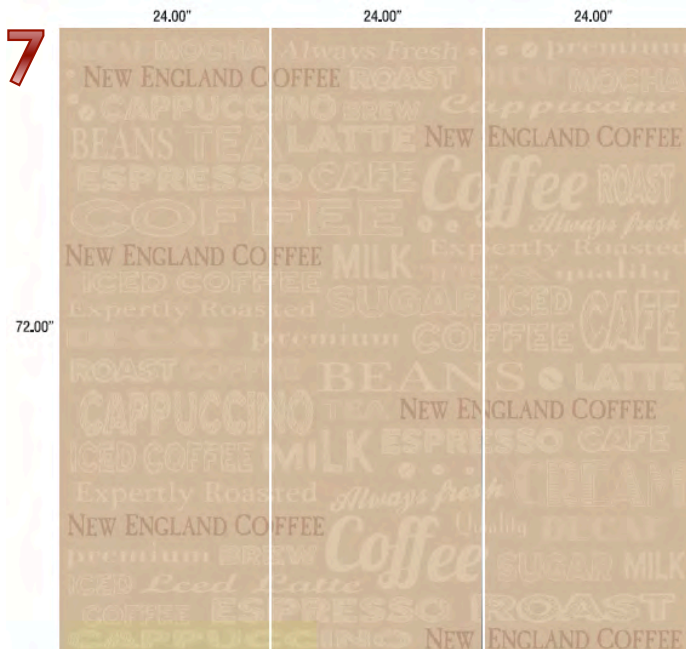 24.00" 24.00" 24.00"
7
DECAF MOCHA Always Fresh premium
NEW ENGLAND COFFEE ROAST DECAF MOCHA
CAPPUCCINO BREW Cappuccino
BEANS TEA LATTE NEW ENGLAND COFFEE
ESPRESSO CAFE Coffee ROAST
COFFEE Always fresh
NEW ENGLAND COFFEE MILK Expertly Roasted
ICED COFFEE quality
Expertly Roasted SUGAR ICED CAFE
72.00"
DECAF premium COFFEE
ROAST COFFEE BEANS LATTE
CAPPUCCINO TEA NEW ENGLAND COFFEE
ICED COFFEE MILK ESPRESSO CAFE
Expertly Roasted Always fresh CREAM
NEW ENGLAND COFFEE Coffee Quality DECAF
premium BREW SUGAR MILK
ICED Iced Latte
COFFEE ESPRESSO ROAST
CAPPUCCINO NEW ENGLAND COFFEE